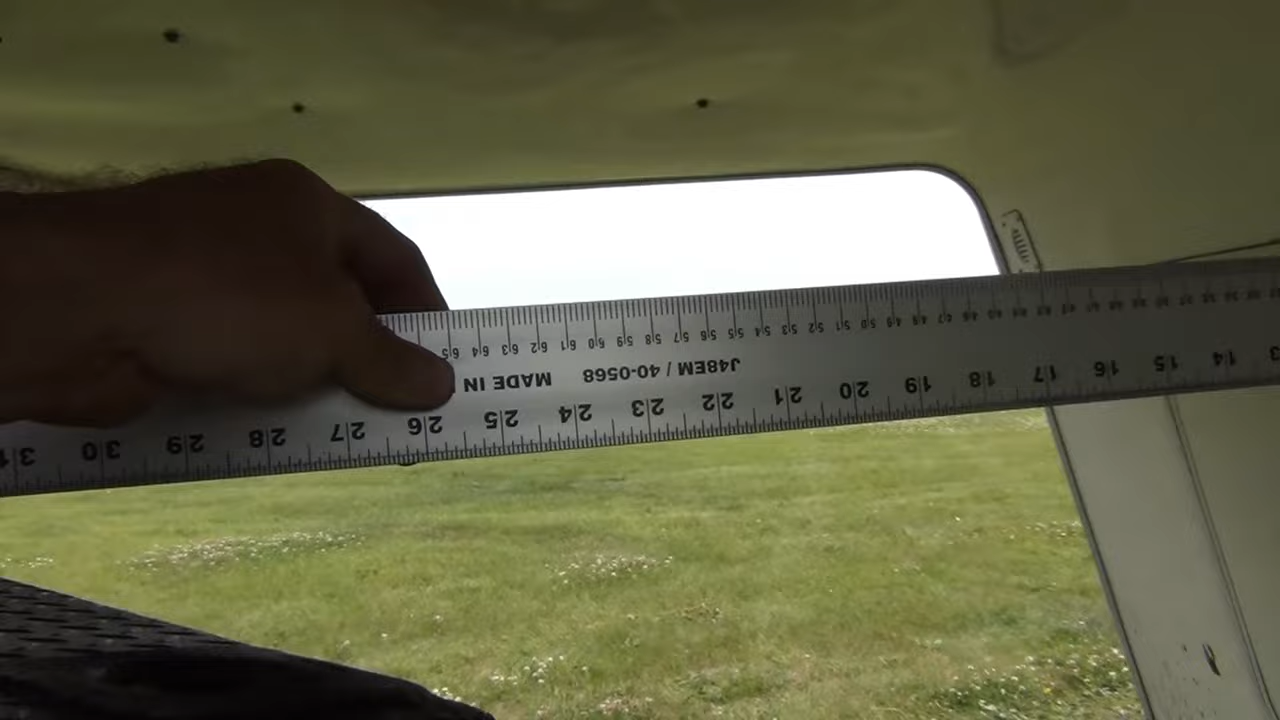 65 64 63 62 61 60 59 58 57 56 55 54 53 52 51 50 49 48 47
J48EM / 40-0568 MADE IN
14 15 16 17 18 19 20 21 22 23 24 25 26 27 28 29 30 31